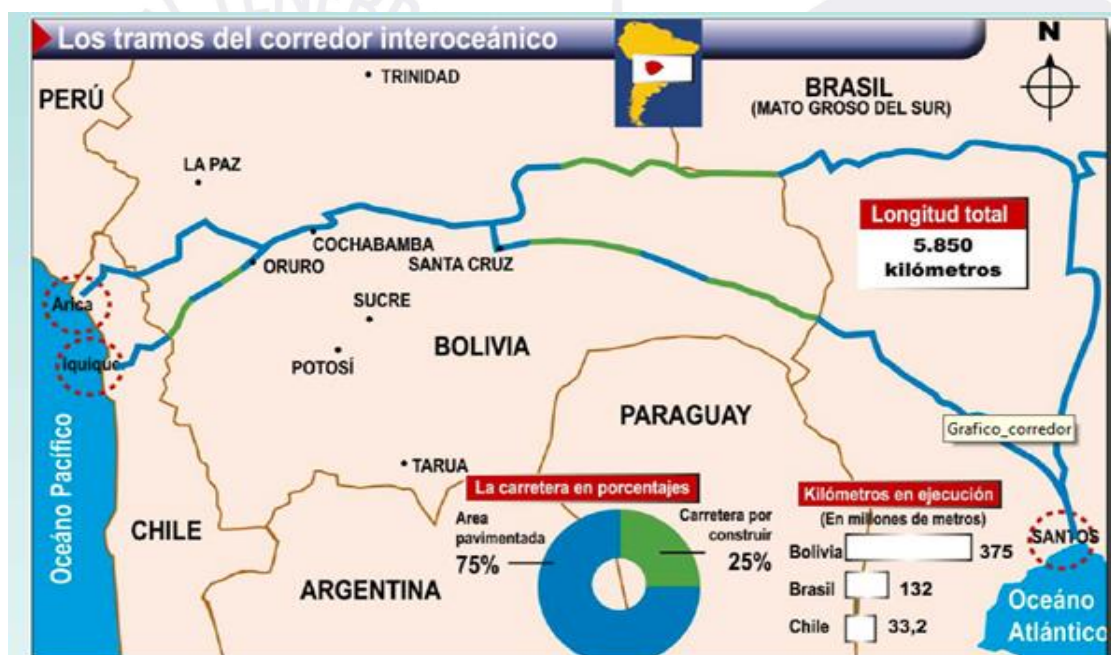 Los tramos del corredor interoceánico
N
TRINIDAD
PERÚ
BRASIL
(MATO GROSO DEL SUR)
LA PAZ
Longitud total
5.850
kilómetros
COCHABAMBA
ORURO
SANTA CRUZ
Arica
SUCRE
BOLIVIA
Iquique
POTOSÍ
PARAGUAY
Grafico_corredor
Oceáno Pacífico
TARUA
La carretera en porcentajes
Area
pavimentada
75%
Carretera por
construir
25%
Kilómetros en ejecución
(En millones de metros)
Bolivia 375
Brasil 132
Chile 33,2
CHILE
ARGENTINA
SANTOS
Oceáno
Atlántico